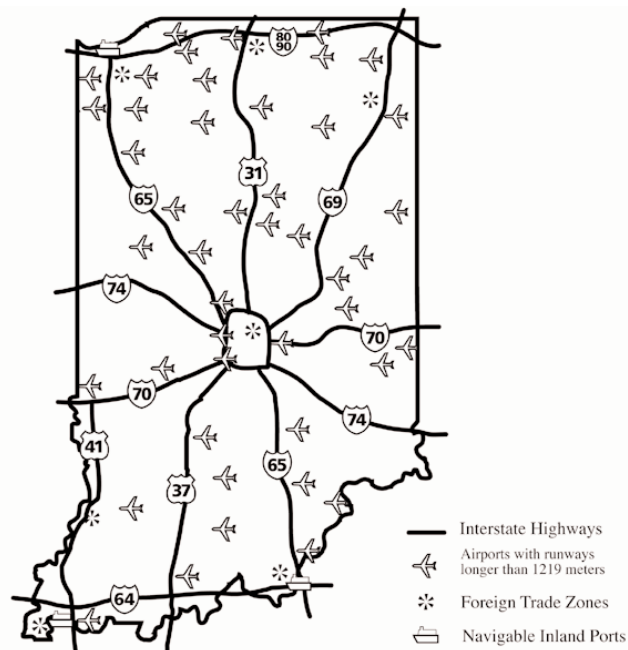 80
90
31
65
69
74
70
70
74
41
37
65
64
Interstate Highways
Airports with runways
longer than 1219 meters
Foreign Trade Zones
Navigable Inland Ports